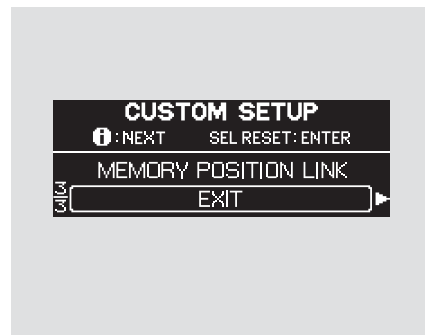 CUSTOM SETUP
i : NEXT SEL RESET: ENTER
MEMORY POSITION LINK
3/3 EXIT